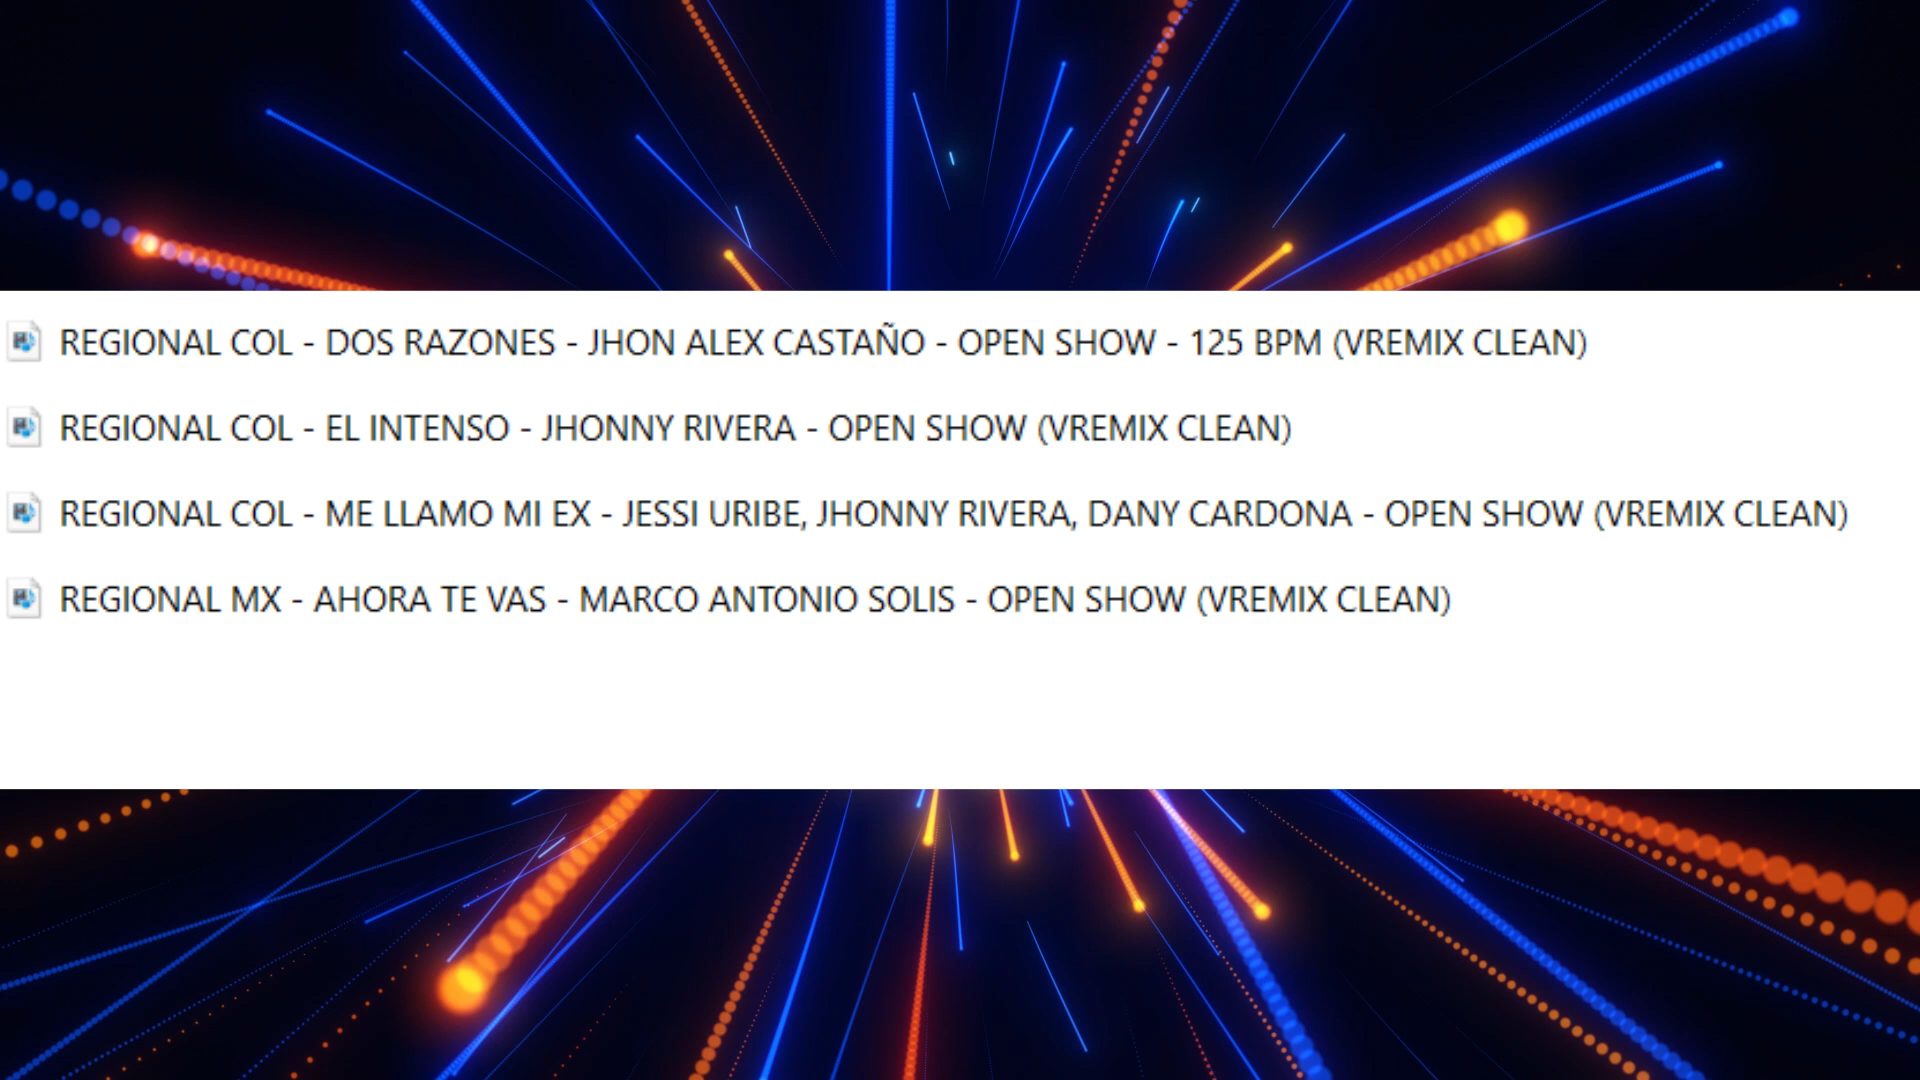 REGIONAL COL - DOS RAZONES - JHON ALEX CASTAÑO - OPEN SHOW - 125 BPM (VREMIX CLEAN)
REGIONAL COL - EL INTENSO - JHONNY RIVERA - OPEN SHOW (VREMIX CLEAN)
REGIONAL COL - ME LLAMO MI EX - JESSI URIBE, JHONNY RIVERA, DANY CARDONA - OPEN SHOW (VREMIX CLEAN)
REGIONAL MX - AHORA TE VAS - MARCO ANTONIO SOLIS - OPEN SHOW (VREMIX CLEAN)